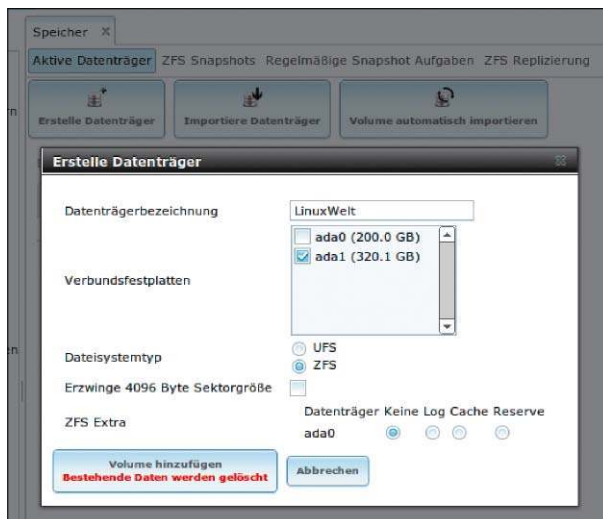 Speicher X
Aktive Datenträger ZFS Snapshots Regelmäßige Snapshot Aufgaben ZFS Replizierung
Erstelle Datenträger Importiere Datenträger Volume automatisch importieren
Erstelle Datenträger
Datenträgerbezeichnung LinuxWelt
ada0 (200.0 GB)
ada1 (320.1 GB)
Verbundsfestplatten
UFS
Dateisystemtyp
ZFS
Erzwinge 4096 Byte Sektorgröße
Datenträger Keine Log Cache Reserve
ZFS Extra
ada0
Volume hinzufügen
Bestehende Daten werden gelöscht
Abbrechen